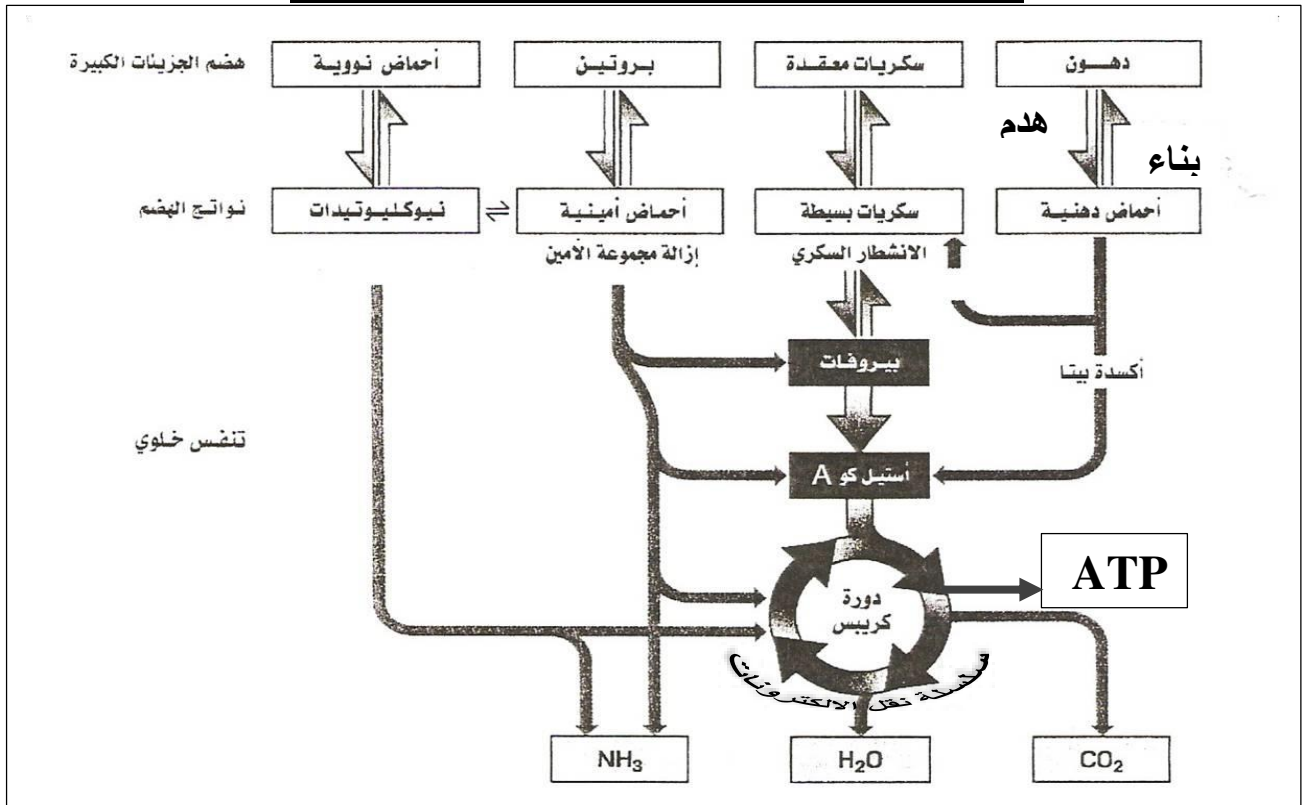 هضم الجزيئات الكبيرة
أحماض نووية
بروتين
سكريات معقدة
دهون
هدم
بناء
نواتج الهضم
نيوكليوتيدات
أحماض أمينية
سكريات بسيطة
أحماض دهنية
إزالة مجموعة الأمين
الانشطار السكري
بيروفات
أكسدة بيتا
تنفس خلوي
أستيل كو A
ATP
دورة
كريبس
سلسلة نقل الالكترونات
NH₃
H₂O
CO₂